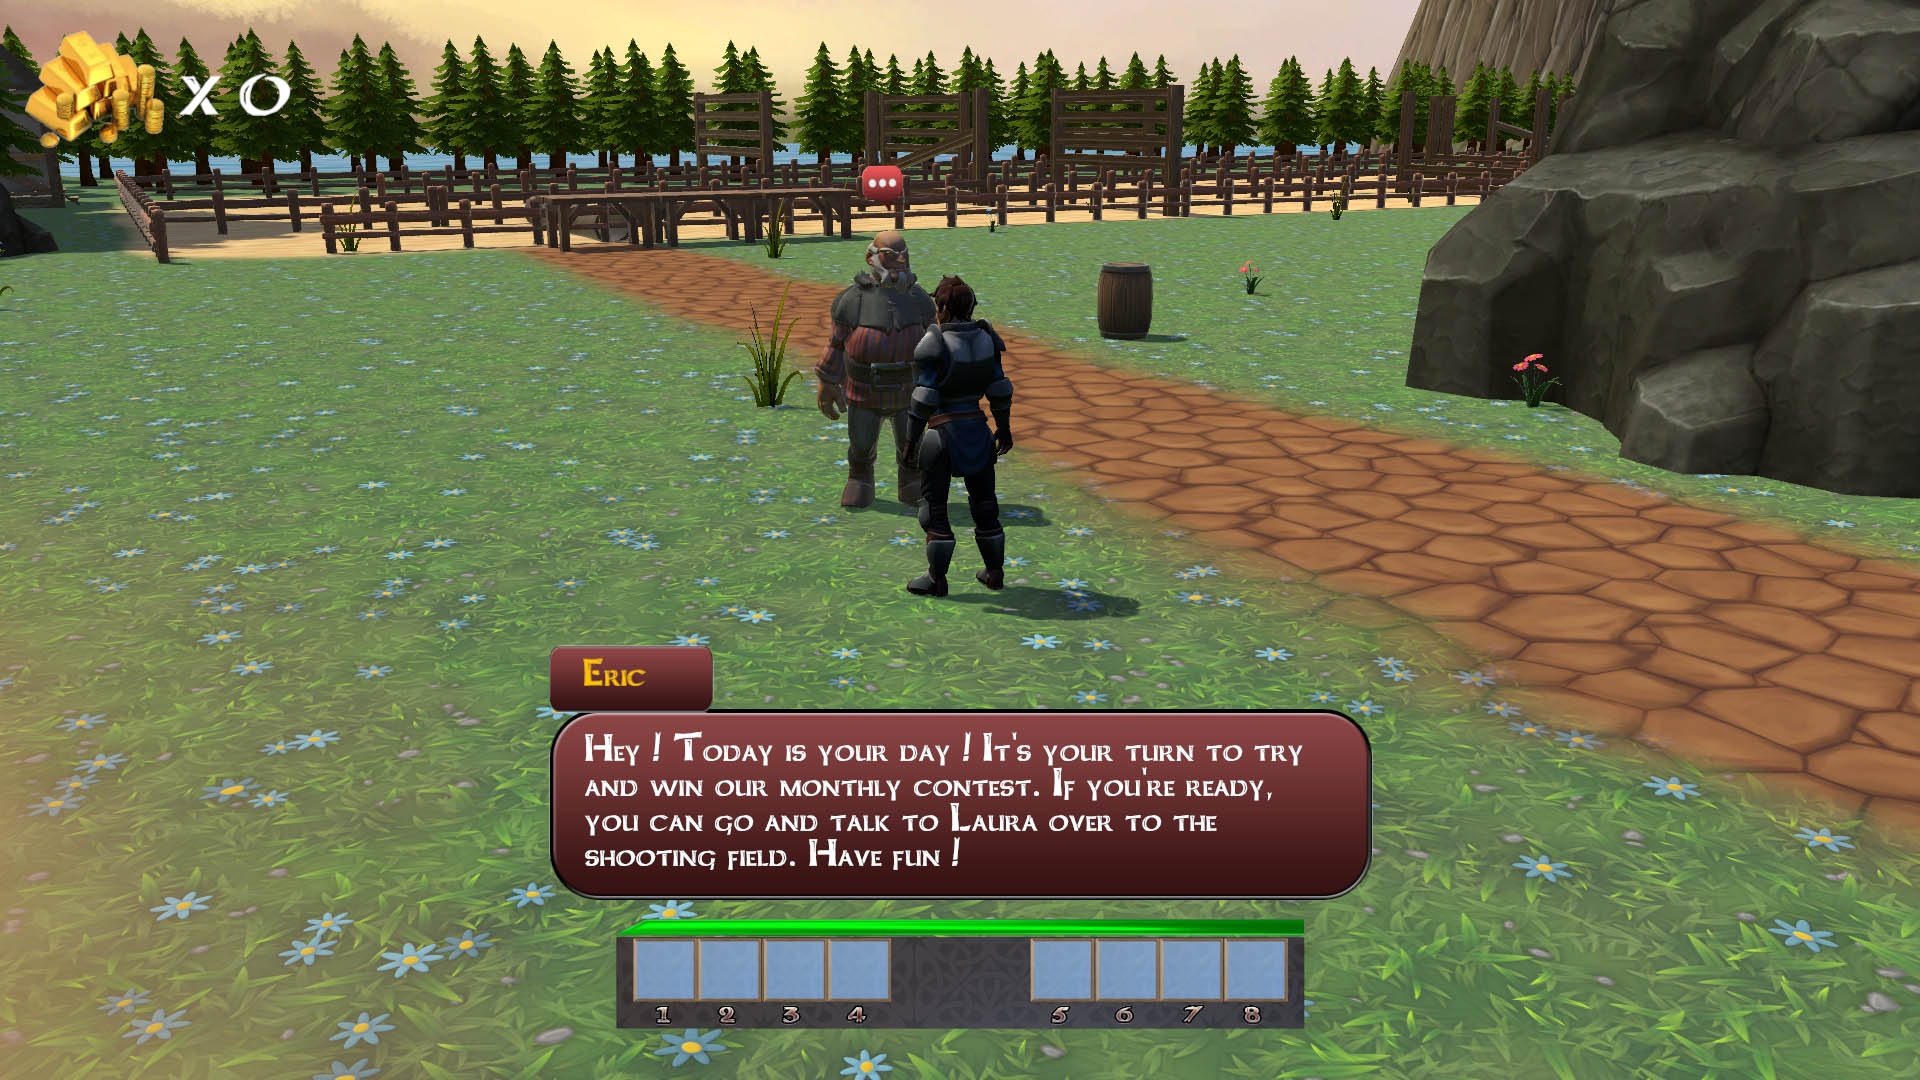 x 0
Eric
Hey ! Today is your day ! It's your turn to try
and win our monthly contest. If you're ready,
you can go and talk to Laura over to the
shooting field. Have fun !
1 2 3 4 5 6 7 8